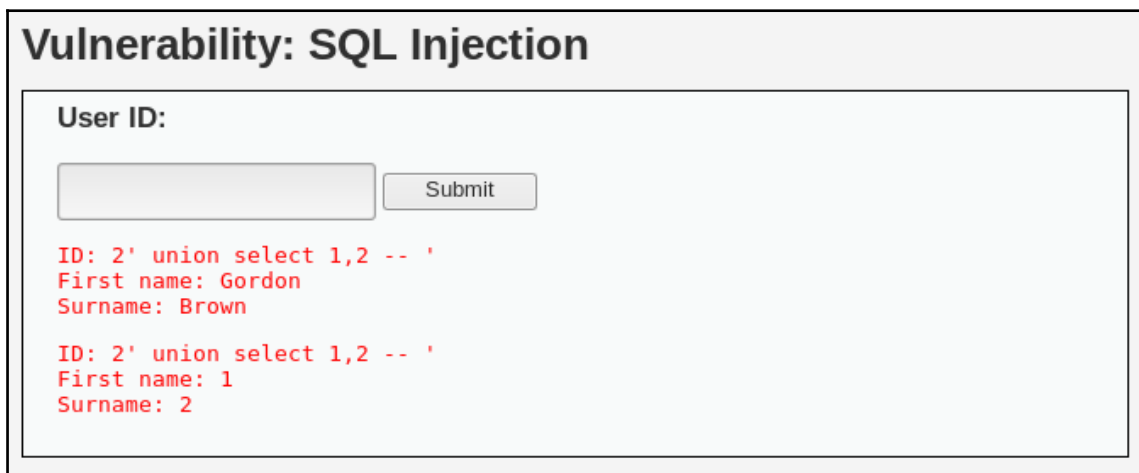 Vulnerability: SQL Injection
User ID:
Submit
ID: 2' union select 1,2 -- '
First name: Gordon
Surname: Brown
ID: 2' union select 1,2 -- '
First name: 1
Surname: 2